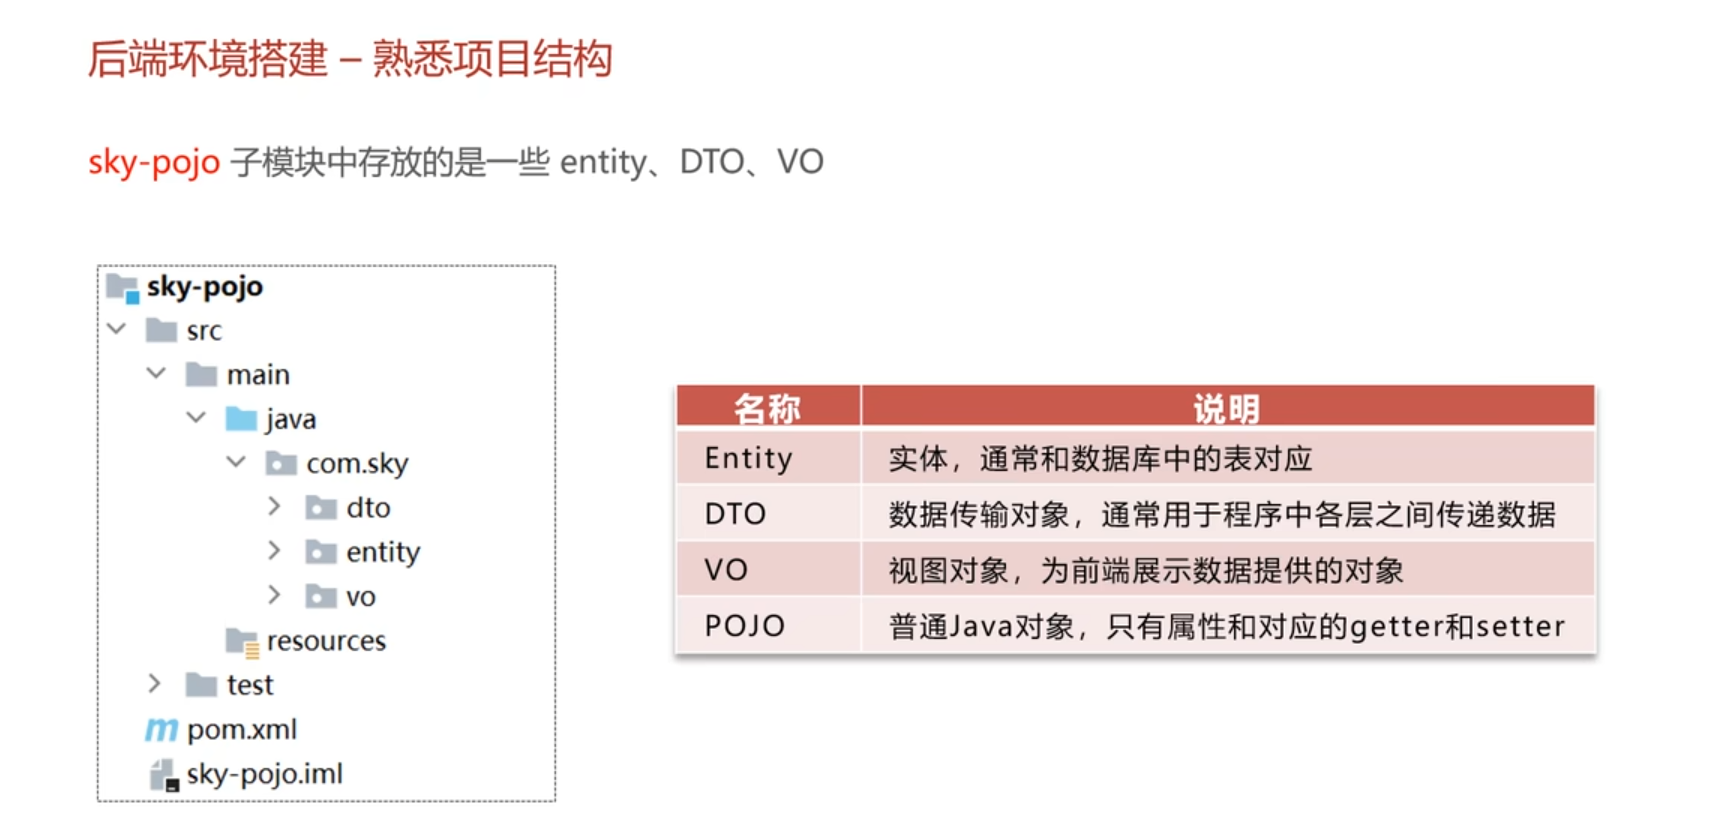 后端环境搭建 – 熟悉项目结构
sky-pojo 子模块中存放的是一些 entity、DTO、VO
sky-pojo
src
main
java
com.sky
dto
entity
vo
resources
test
pom.xml
sky-pojo.iml
名称 说明
Entity 实体，通常和数据库中的表对应
DTO 数据传输对象，通常用于程序中各层之间传递数据
VO 视图对象，为前端展示数据提供的对象
POJO 普通Java对象，只有属性和对应的getter和setter